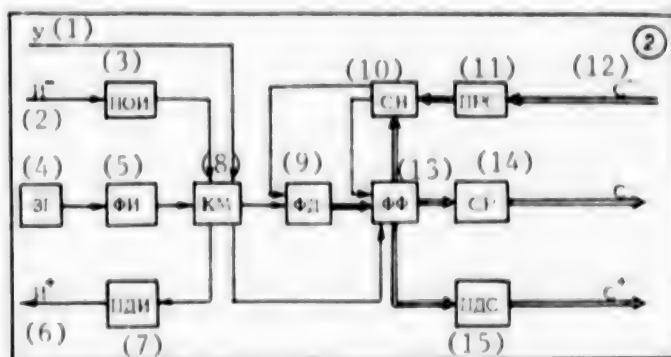 у (1) (2)
(3) (10) (11) (12)
И⁻ ПОИ СН ПРС С⁻
(2)
(4) (5) (8) (9) (13) (14)
ЗГ ФИ КМ ФД ФФ СР С
И⁺ ПДИ ПДС С⁺
(6) (7) (15)